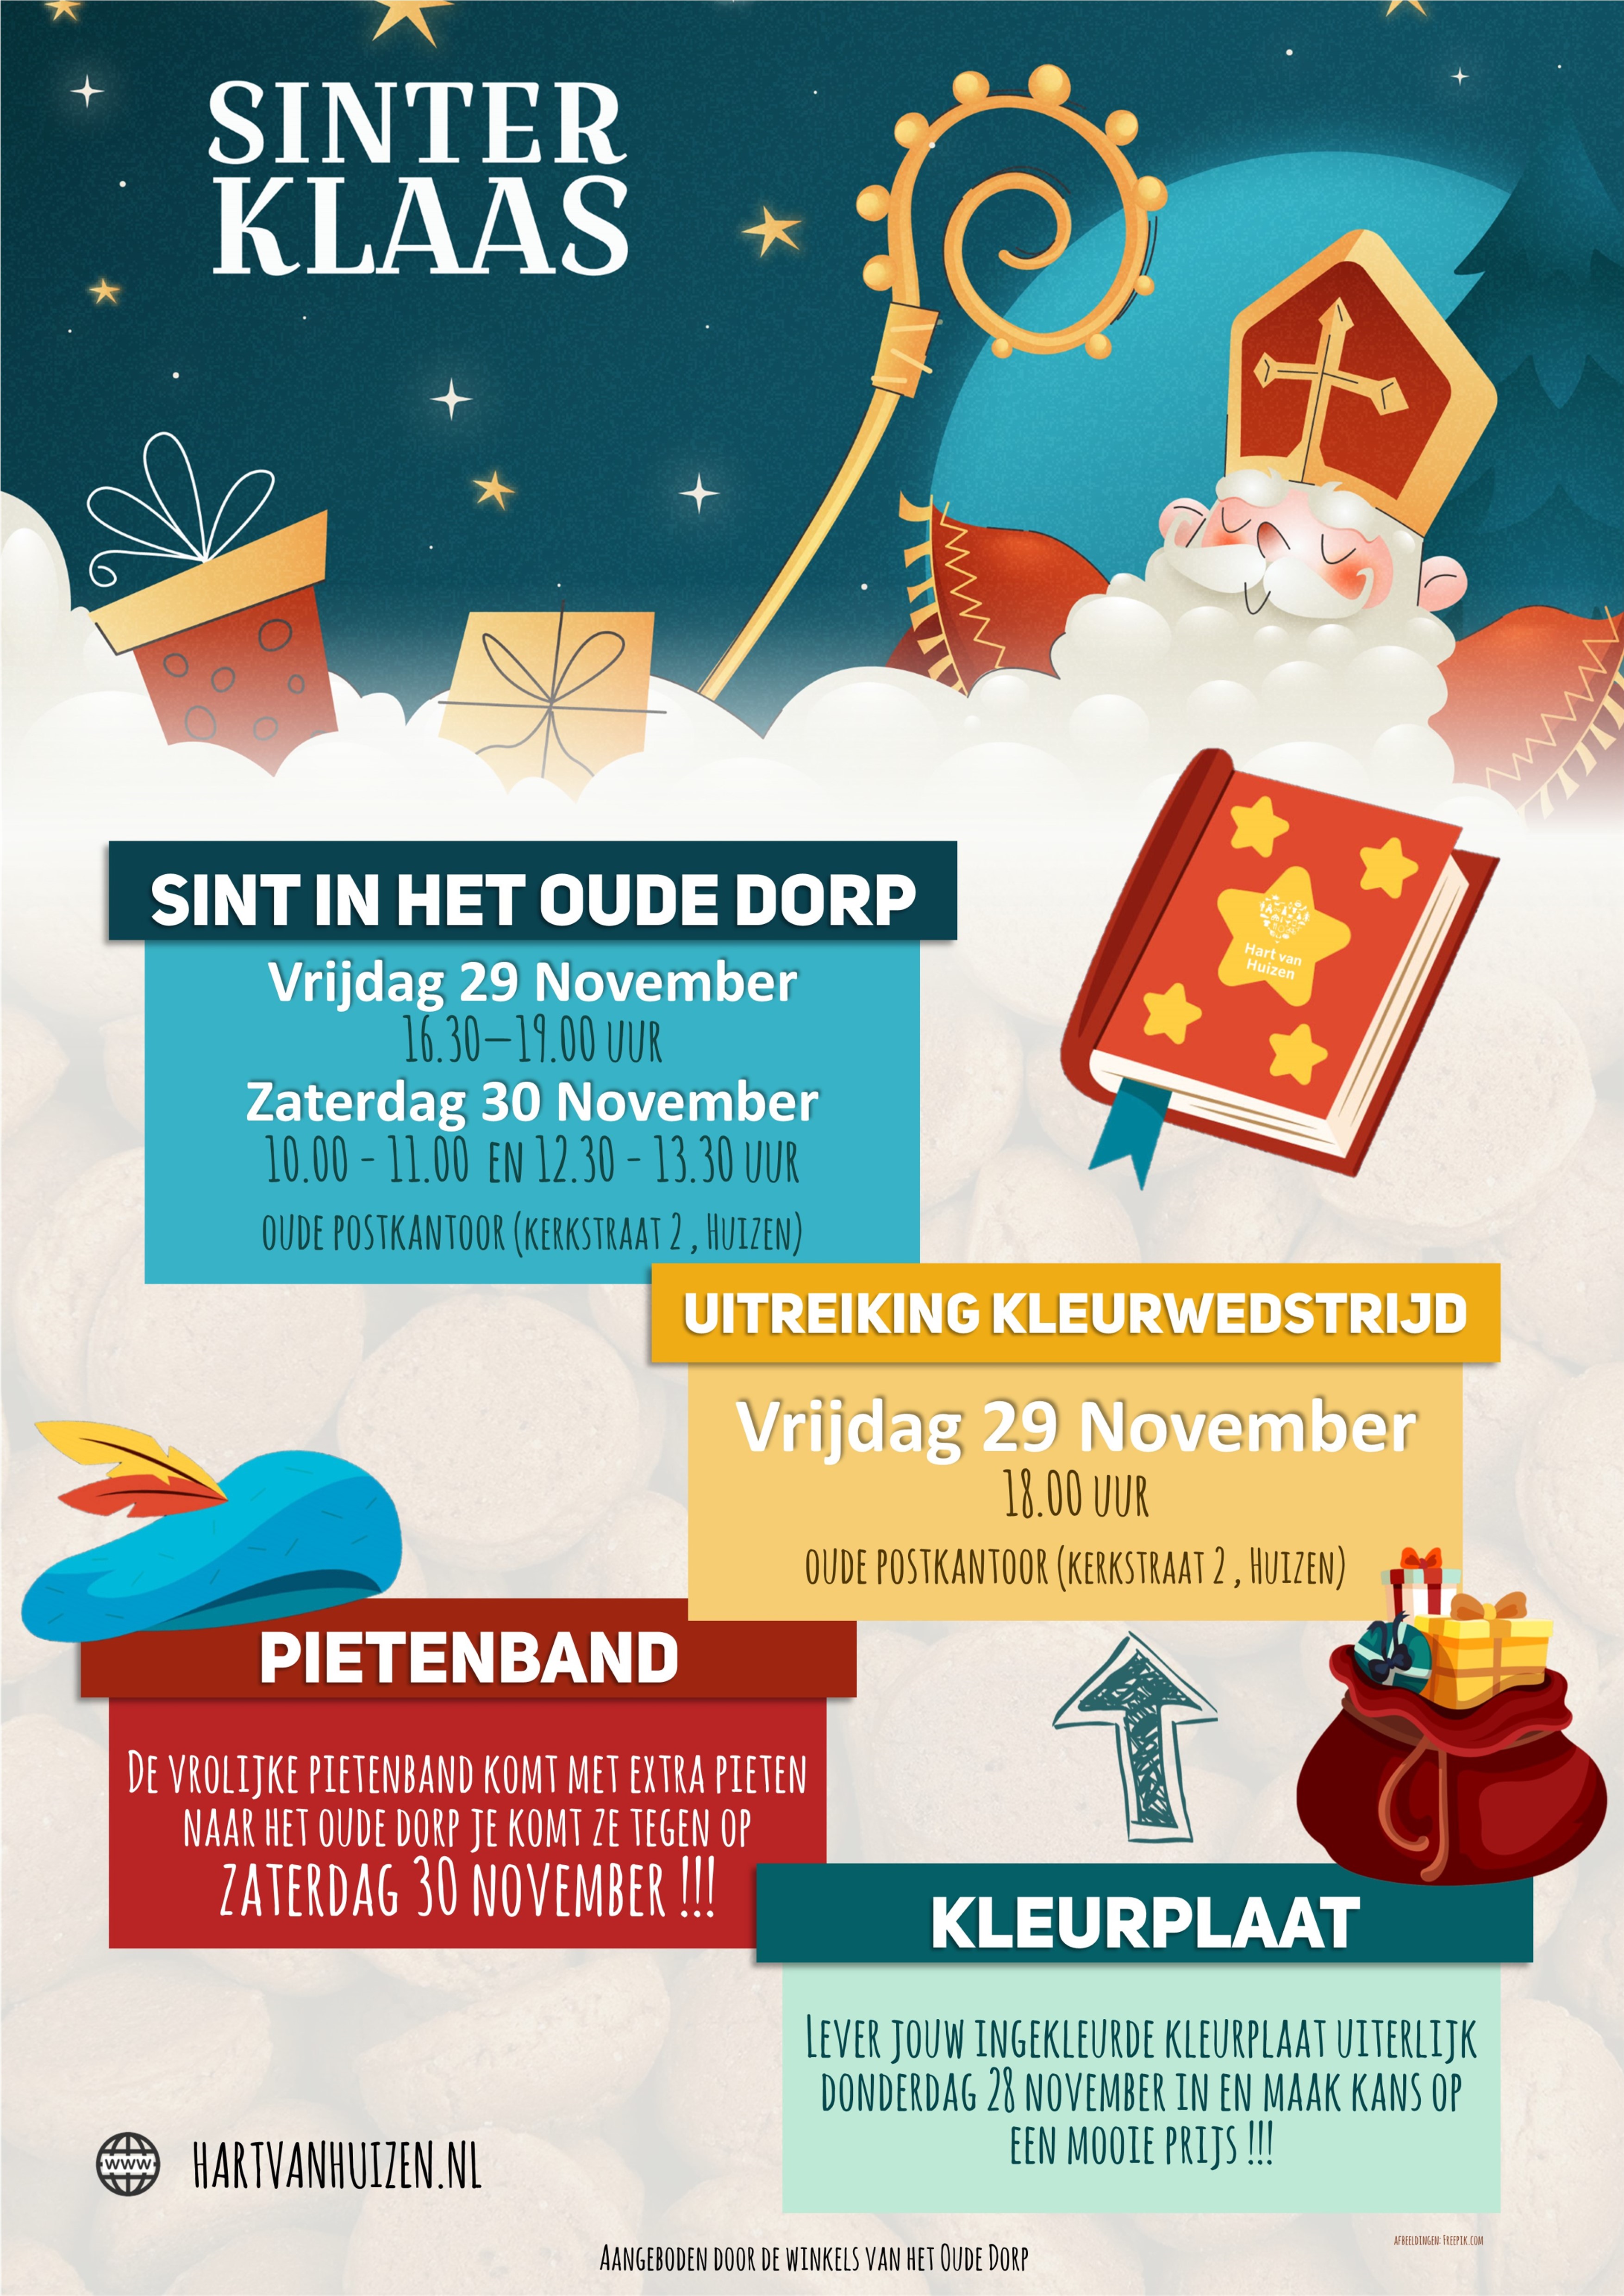 SINTER
KLAAS
Hart van
Huizen
SINT IN HET OUDE DORP
Vrijdag 29 November
16.30–19.00 UUR
Zaterdag 30 November
10.00 - 11.00 EN 12.30 - 13.30 UUR
OUDE POSTKANTOOR (KERKSTRAAT 2 , HUIZEN)
UITREIKING KLEURWEDSTRIJD
Vrijdag 29 November
18.00 UUR
OUDE POSTKANTOOR (KERKSTRAAT 2 , HUIZEN)
PIETENBAND
DE VROLIJKE PIETENBAND KOMT MET EXTRA PIETEN
NAAR HET OUDE DORP JE KOMT ZE TEGEN OP
ZATERDAG 30 NOVEMBER !!!
KLEURPLAAT
LEVER JOUW INGEKLEURDE KLEURPLAAT UITERLIJK
DONDERDAG 28 NOVEMBER IN EN MAAK KANS OP
EEN MOOIE PRIJS !!!
WWW
HARTVANHUIZEN.NL
AFBEELDINGEN: FREEPIK.COM
AANGEBODEN DOOR DE WINKELS VAN HET OUDE DORP